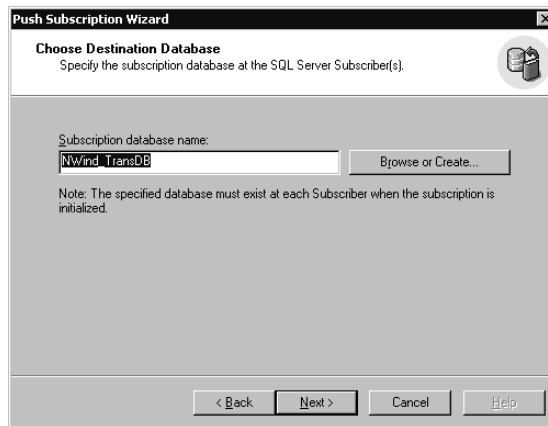 Push Subscription Wizard
Choose Destination Database
Specify the subscription database at the SQL Server Subscriber(s).
Subscription database name:
NWind_TransDB
Browse or Create...
Note: The specified database must exist at each Subscriber when the subscription is
initialized.
< Back
Next >
Cancel
Help